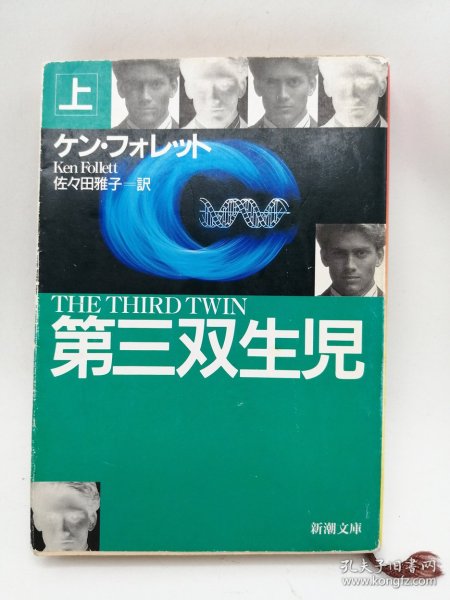 上
ケン・フォレット
Ken Follett
佐々田雅子＝訳
THE THIRD TWIN
第三双生児
新潮文庫
孔夫子旧书网
www.kongfz.com